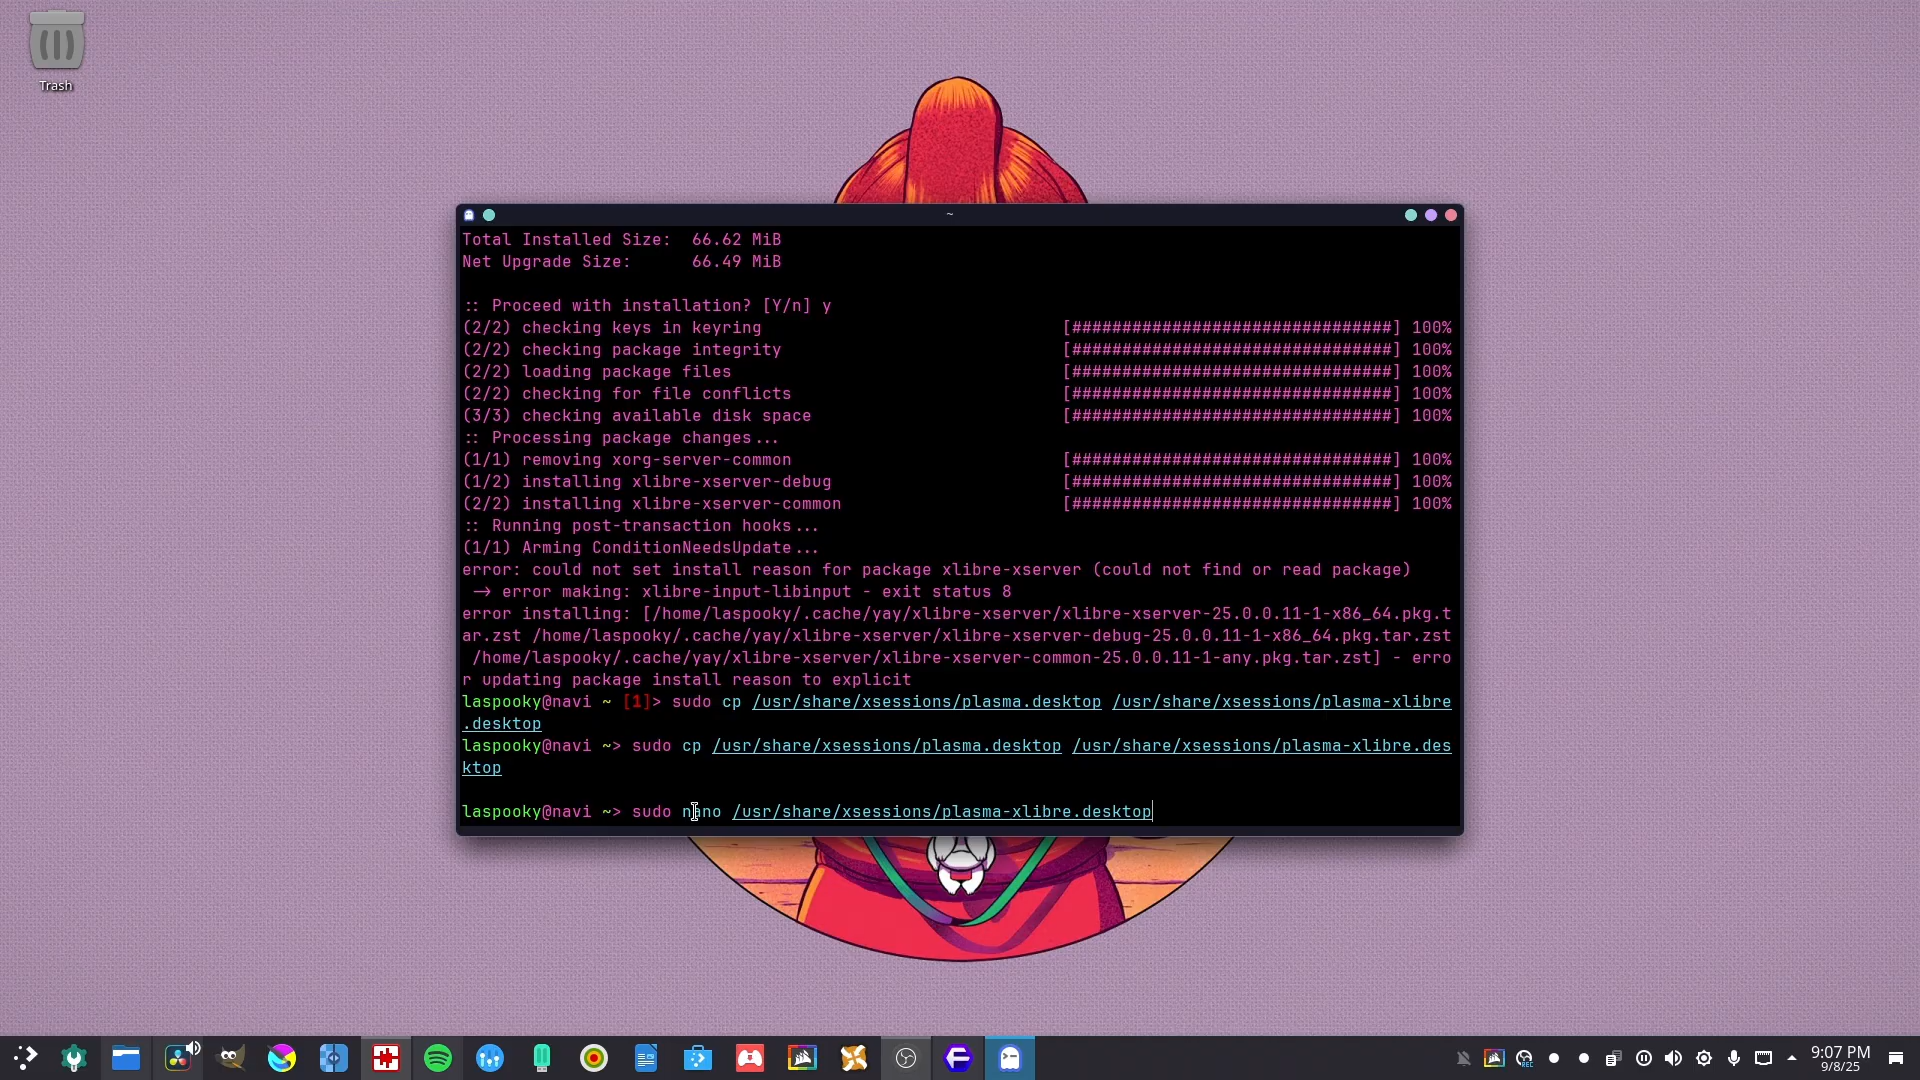 Trash
~
Total Installed Size:  66.62 MiB
Net Upgrade Size:      66.49 MiB
:: Proceed with installation? [Y/n] y
(2/2) checking keys in keyring [################################] 100%
(2/2) checking package integrity [################################] 100%
(2/2) loading package files [################################] 100%
(2/2) checking for file conflicts [################################] 100%
(3/3) checking available disk space [################################] 100%
:: Processing package changes...
(1/1) removing xorg-server-common [################################] 100%
(1/2) installing xlibre-xserver-debug [################################] 100%
(2/2) installing xlibre-xserver-common [################################] 100%
:: Running post-transaction hooks...
(1/1) Arming ConditionNeedsUpdate...
error: could not set install reason for package xlibre-xserver (could not find or read package)
 -> error making: xlibre-input-libinput - exit status 8
error installing: [/home/laspooky/.cache/yay/xlibre-xserver/xlibre-xserver-25.0.0.11-1-x86_64.pkg.t
ar.zst /home/laspooky/.cache/yay/xlibre-xserver/xlibre-xserver-debug-25.0.0.11-1-x86_64.pkg.tar.zst
 /home/laspooky/.cache/yay/xlibre-xserver/xlibre-xserver-common-25.0.0.11-1-any.pkg.tar.zst] - erro
r updating package install reason to explicit
laspooky@navi ~ [1]> sudo cp /usr/share/xsessions/plasma.desktop /usr/share/xsessions/plasma-xlibre
.desktop
laspooky@navi ~> sudo cp /usr/share/xsessions/plasma.desktop /usr/share/xsessions/plasma-xlibre.des
ktop
laspooky@navi ~> sudo nano /usr/share/xsessions/plasma-xlibre.desktop
REC
9:07 PM
9/8/25